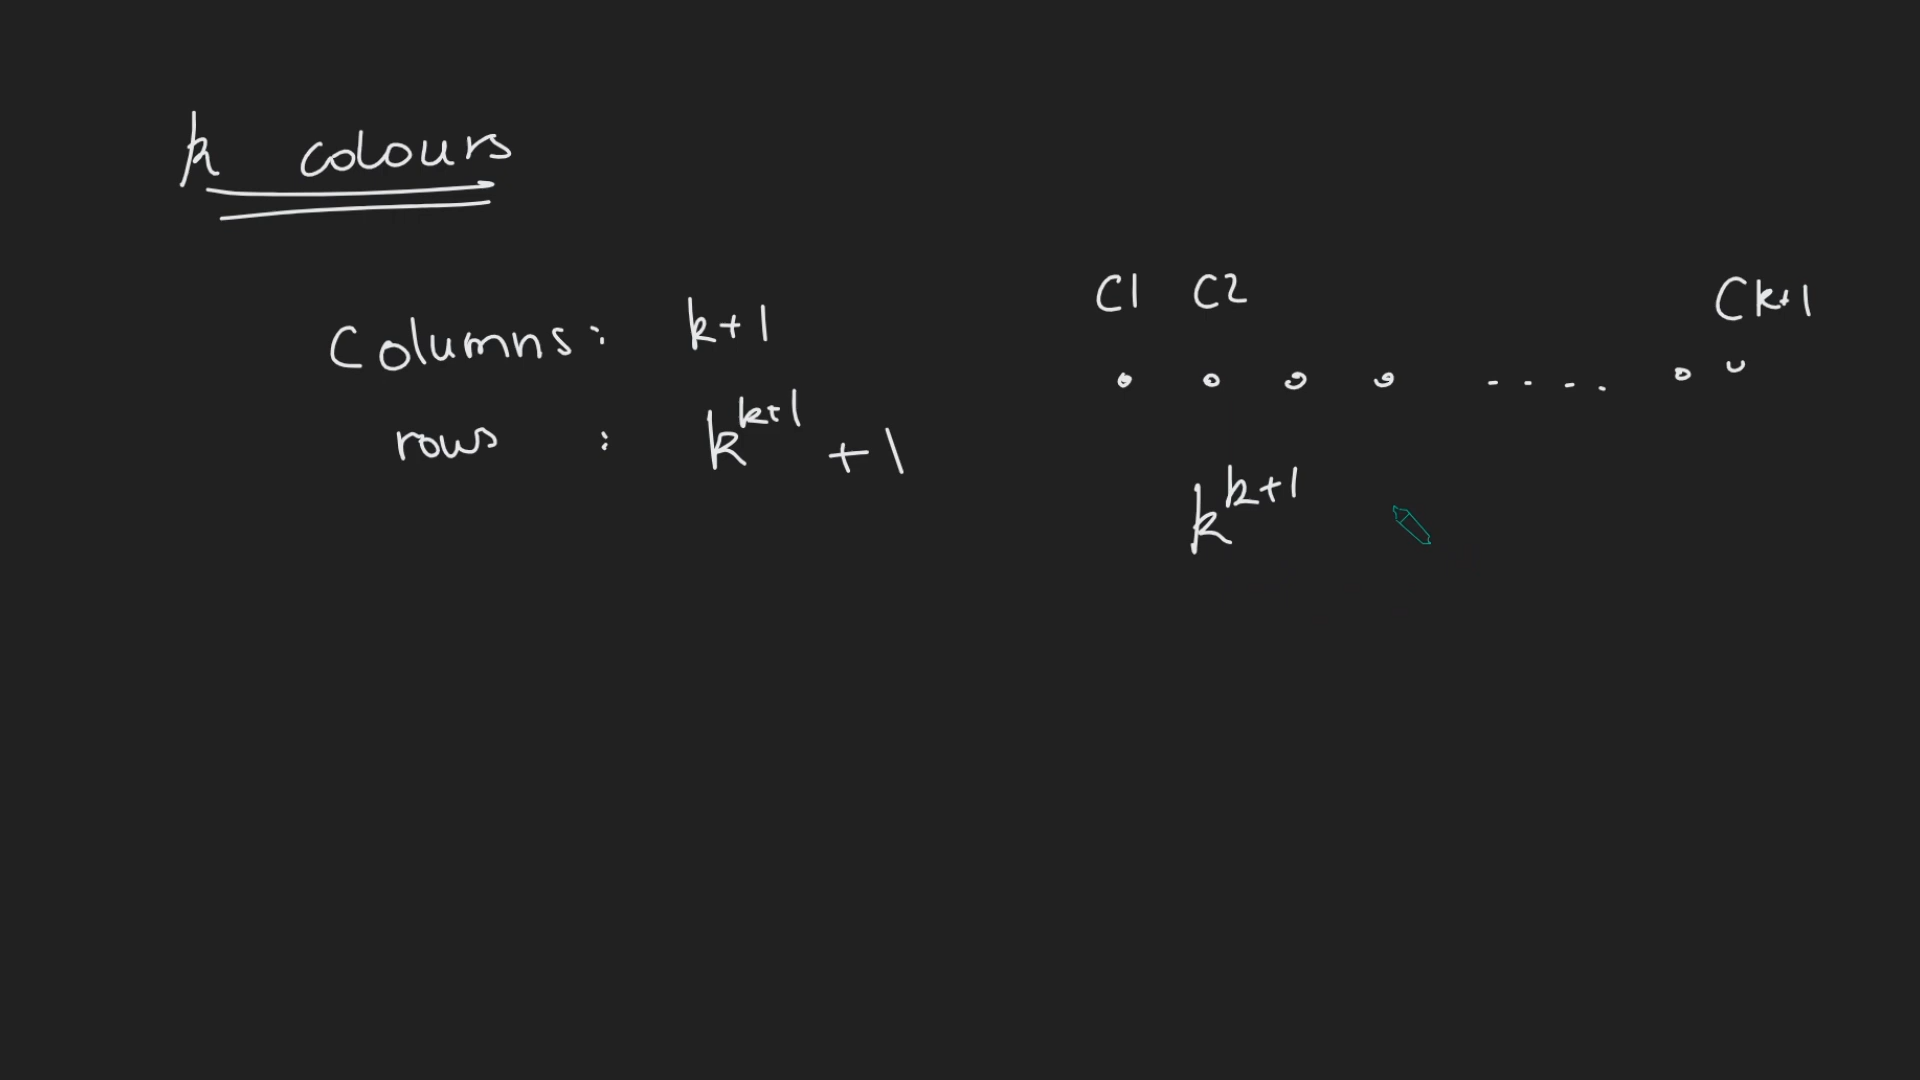 k colours
Columns: k+1
rows : k^{k+1} + 1
C1 C2 Ck+1
. . . .
k^{k+1}